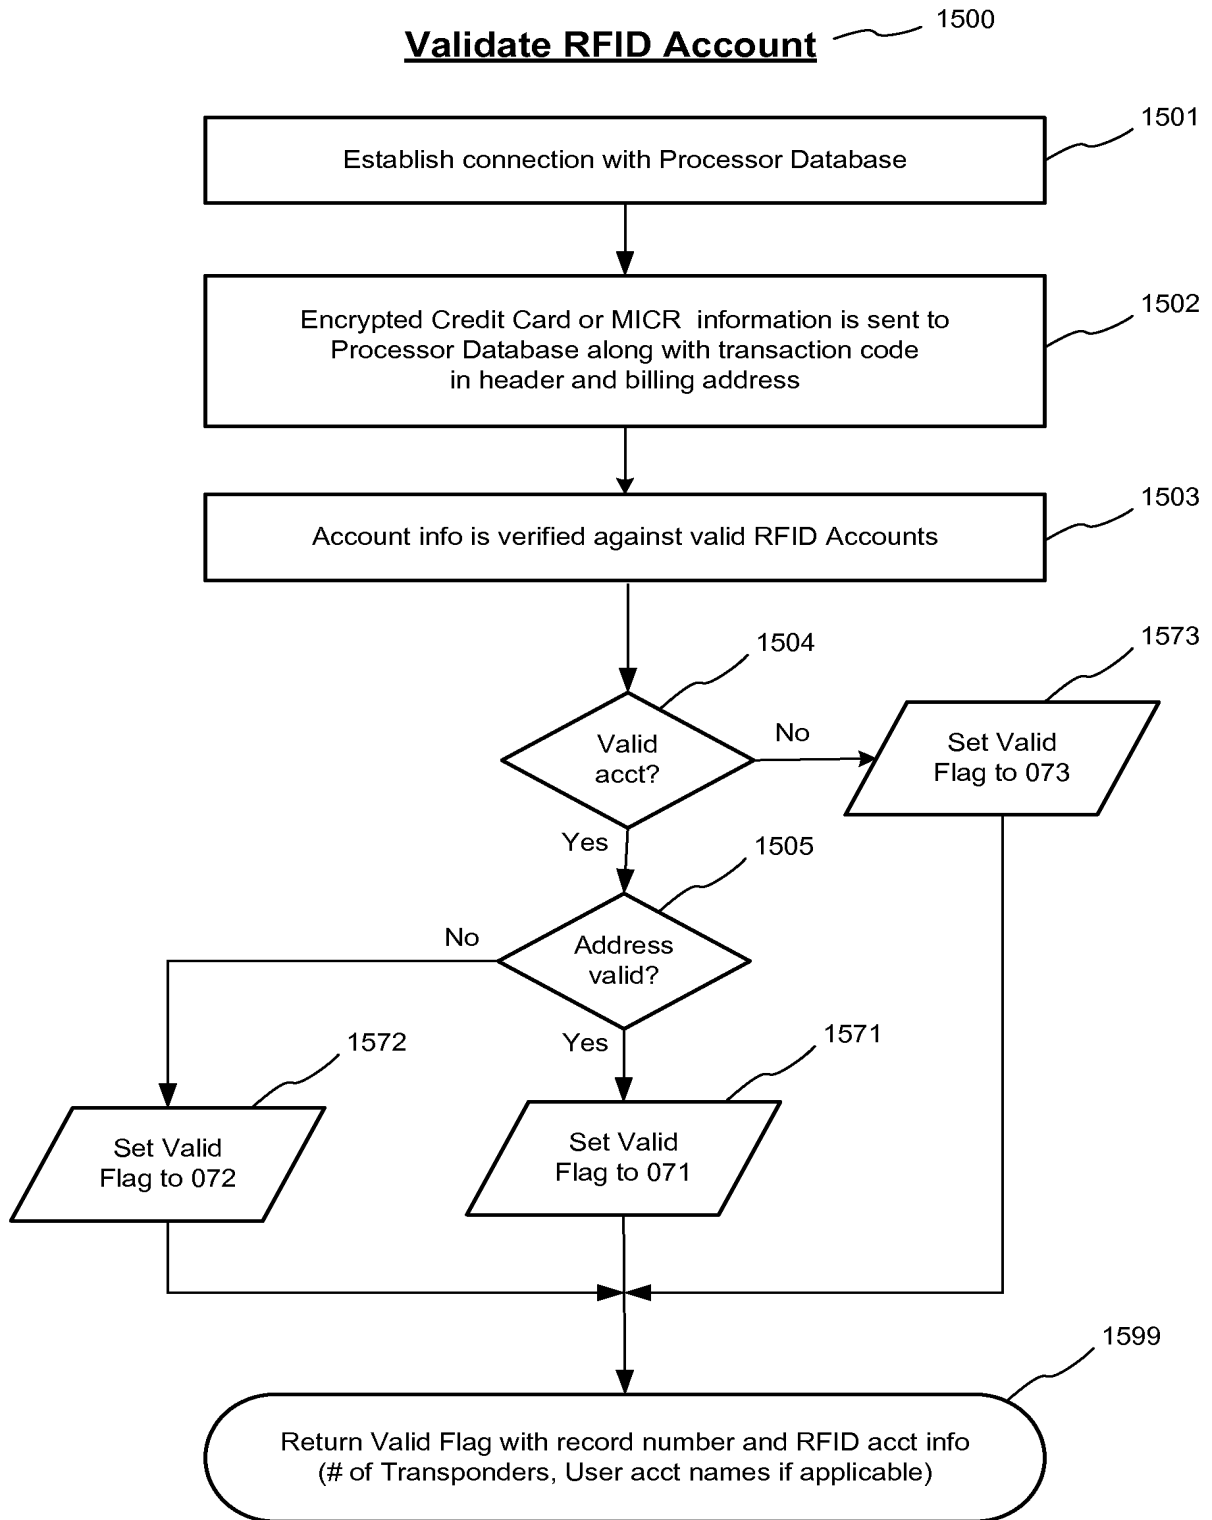 1500
Validate RFID Account
1501
Establish connection with Processor Database
1502
Encrypted Credit Card or MICR information is sent to
Processor Database along with transaction code
in header and billing address
1503
Account info is verified against valid RFID Accounts
1504
1573
Valid
acct?
No
Set Valid
Flag to 073
Yes
1505
No
Address
valid?
Yes
1572
1571
Set Valid
Flag to 072
Set Valid
Flag to 071
1599
Return Valid Flag with record number and RFID acct info
(# of Transponders, User acct names if applicable)